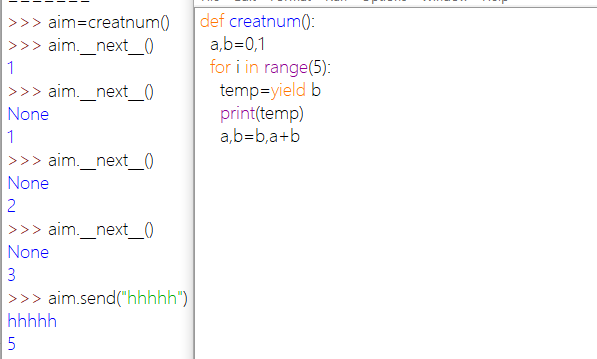 >>> aim=creatnum()
>>> aim.__next__()
1
>>> aim.__next__()
None
1
>>> aim.__next__()
None
2
>>> aim.__next__()
None
3
>>> aim.send("hhhhh")
hhhhh
5
def creatnum():
  a,b=0,1
  for i in range(5):
    temp=yield b
    print(temp)
    a,b=b,a+b